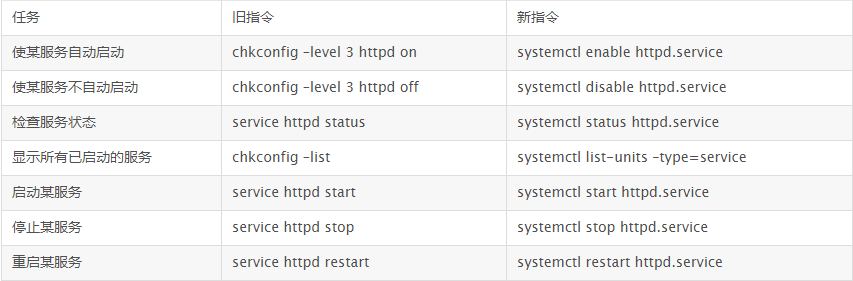 任务 旧指令 新指令
使某服务自动启动 chkconfig –level 3 httpd on systemctl enable httpd.service
使某服务不自动启动 chkconfig –level 3 httpd off systemctl disable httpd.service
检查服务状态 service httpd status systemctl status httpd.service
显示所有已启动的服务 chkconfig –list systemctl list-units –type=service
启动某服务 service httpd start systemctl start httpd.service
停止某服务 service httpd stop systemctl stop httpd.service
重启某服务 service httpd restart systemctl restart httpd.service